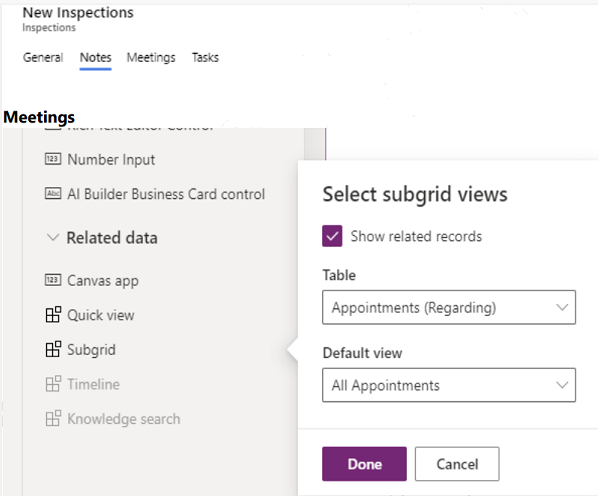 New Inspections
Inspections
General Notes Meetings Tasks
Meetings
Rich Text Editor Control
123 Number Input
Abc AI Builder Business Card control
Related data
123 Canvas app
Quick view
Subgrid
Timeline
Knowledge search
Select subgrid views
Show related records
Table
Appointments (Regarding)
Default view
All Appointments
Done Cancel